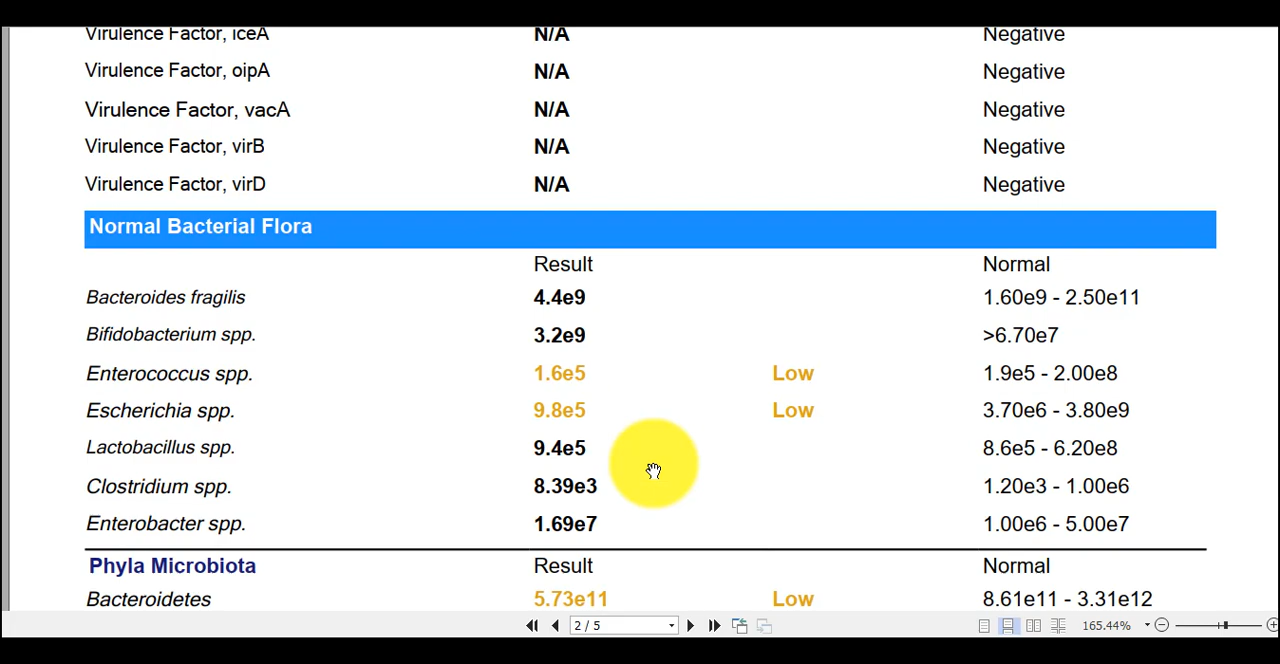 Virulence Factor, iceA N/A Negative
Virulence Factor, oipA N/A Negative
Virulence Factor, vacA N/A Negative
Virulence Factor, virB N/A Negative
Virulence Factor, virD N/A Negative
Normal Bacterial Flora
Result Normal
Bacteroides fragilis 4.4e9 1.60e9 - 2.50e11
Bifidobacterium spp. 3.2e9 >6.70e7
Enterococcus spp. 1.6e5 Low 1.9e5 - 2.00e8
Escherichia spp. 9.8e5 Low 3.70e6 - 3.80e9
Lactobacillus spp. 9.4e5 8.6e5 - 6.20e8
Clostridium spp. 8.39e3 1.20e3 - 1.00e6
Enterobacter spp. 1.69e7 1.00e6 - 5.00e7
Phyla Microbiota Result Normal
Bacteroidetes 5.73e11 Low 8.61e11 - 3.31e12
2 / 5 165.44%